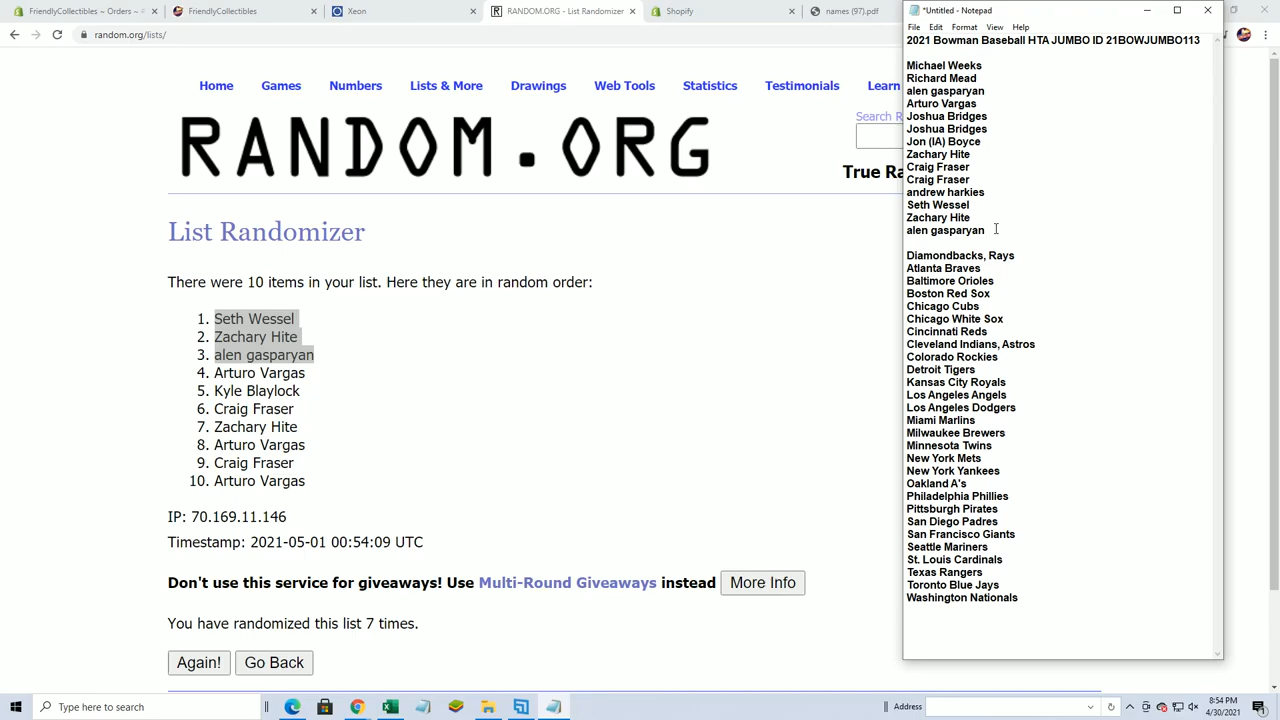 FriendlyCollectibles ~ Orders ~
FriendlyCollectibles
Xeon
RANDOM.ORG - List Randomizer
Shopify
names (97).pdf
random.org/lists/
Home
Games
Numbers
Lists & More
Drawings
Web Tools
Statistics
Testimonials
Learn
Search R
RANDOM.ORG
True Ra
List Randomizer
There were 10 items in your list. Here they are in random order:
1. Seth Wessel
2. Zachary Hite
3. alen gasparyan
4. Arturo Vargas
5. Kyle Blaylock
6. Craig Fraser
7. Zachary Hite
8. Arturo Vargas
9. Craig Fraser
10. Arturo Vargas
IP: 70.169.11.146
Timestamp: 2021-05-01 00:54:09 UTC
Don't use this service for giveaways! Use Multi-Round Giveaways instead More Info
You have randomized this list 7 times.
Again! Go Back
*Untitled - Notepad
File Edit Format View Help
2021 Bowman Baseball HTA JUMBO ID 21BOWJUMBO113
Michael Weeks
Richard Mead
alen gasparyan
Arturo Vargas
Joshua Bridges
Joshua Bridges
Jon (IA) Boyce
Zachary Hite
Craig Fraser
Craig Fraser
andrew harkies
Seth Wessel
Zachary Hite
alen gasparyan
Diamondbacks, Rays
Atlanta Braves
Baltimore Orioles
Boston Red Sox
Chicago Cubs
Chicago White Sox
Cincinnati Reds
Cleveland Indians, Astros
Colorado Rockies
Detroit Tigers
Kansas City Royals
Los Angeles Angels
Los Angeles Dodgers
Miami Marlins
Milwaukee Brewers
Minnesota Twins
New York Mets
New York Yankees
Oakland A's
Philadelphia Phillies
Pittsburgh Pirates
San Diego Padres
San Francisco Giants
Seattle Mariners
St. Louis Cardinals
Texas Rangers
Toronto Blue Jays
Washington Nationals
Type here to search
Address
8:54 PM
4/30/2021